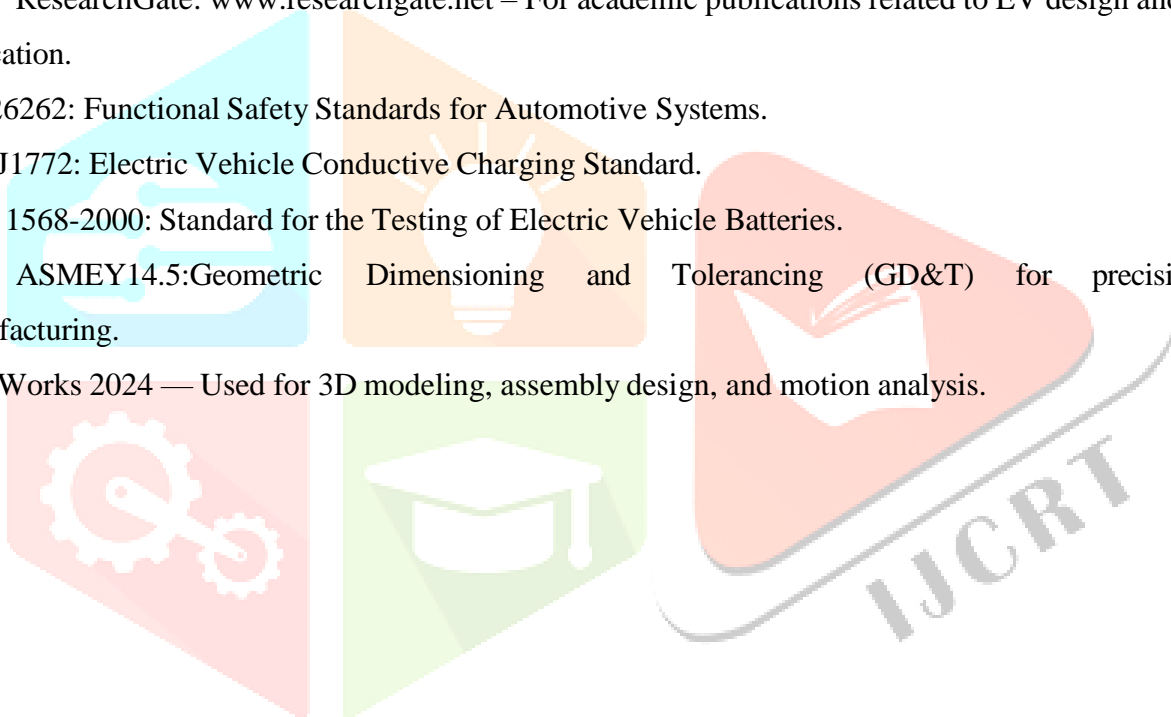 ResearchGate: www.researchgate.net – For academic publications related to EV design and
cation.
26262: Functional Safety Standards for Automotive Systems.
J1772: Electric Vehicle Conductive Charging Standard.
1568-2000: Standard for the Testing of Electric Vehicle Batteries.
ASMEY14.5:Geometric Dimensioning and Tolerancing (GD&T) for precisi
facturing.
Works 2024 — Used for 3D modeling, assembly design, and motion analysis.
IJCRT